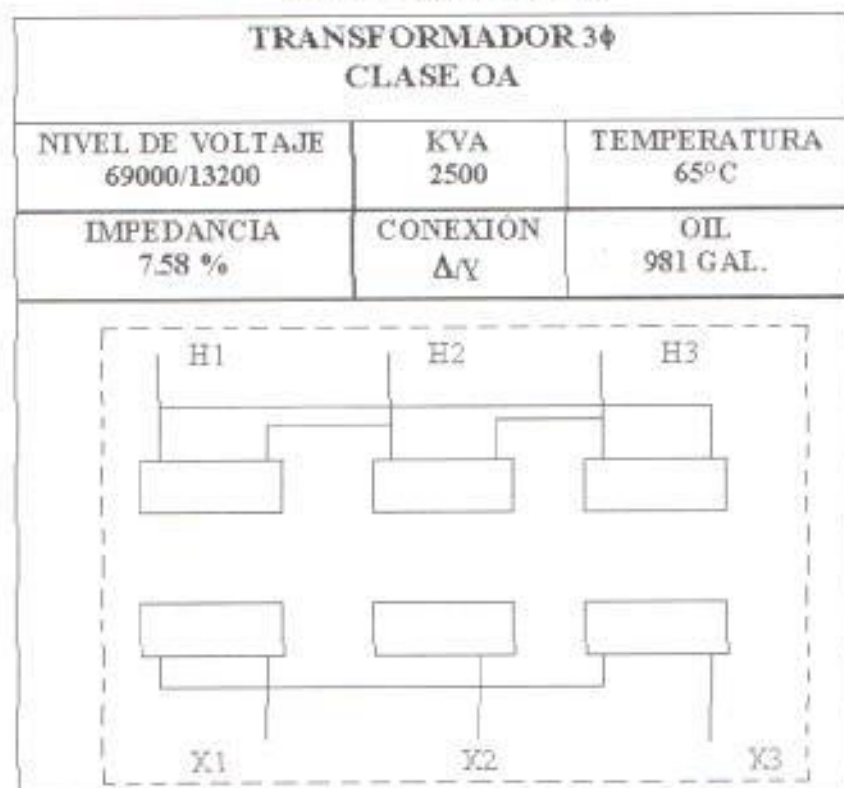 TRANSFORMADOR 3ϕ
CLASE OA
NIVEL DE VOLTAJE
69000/13200
KVA
2500
TEMPERATURA
65°C
IMPEDANCIA
7.58 %
CONEXIÓN
Δ/Y
OIL
981 GAL.
H1 H2 H3
X1 X2 X3